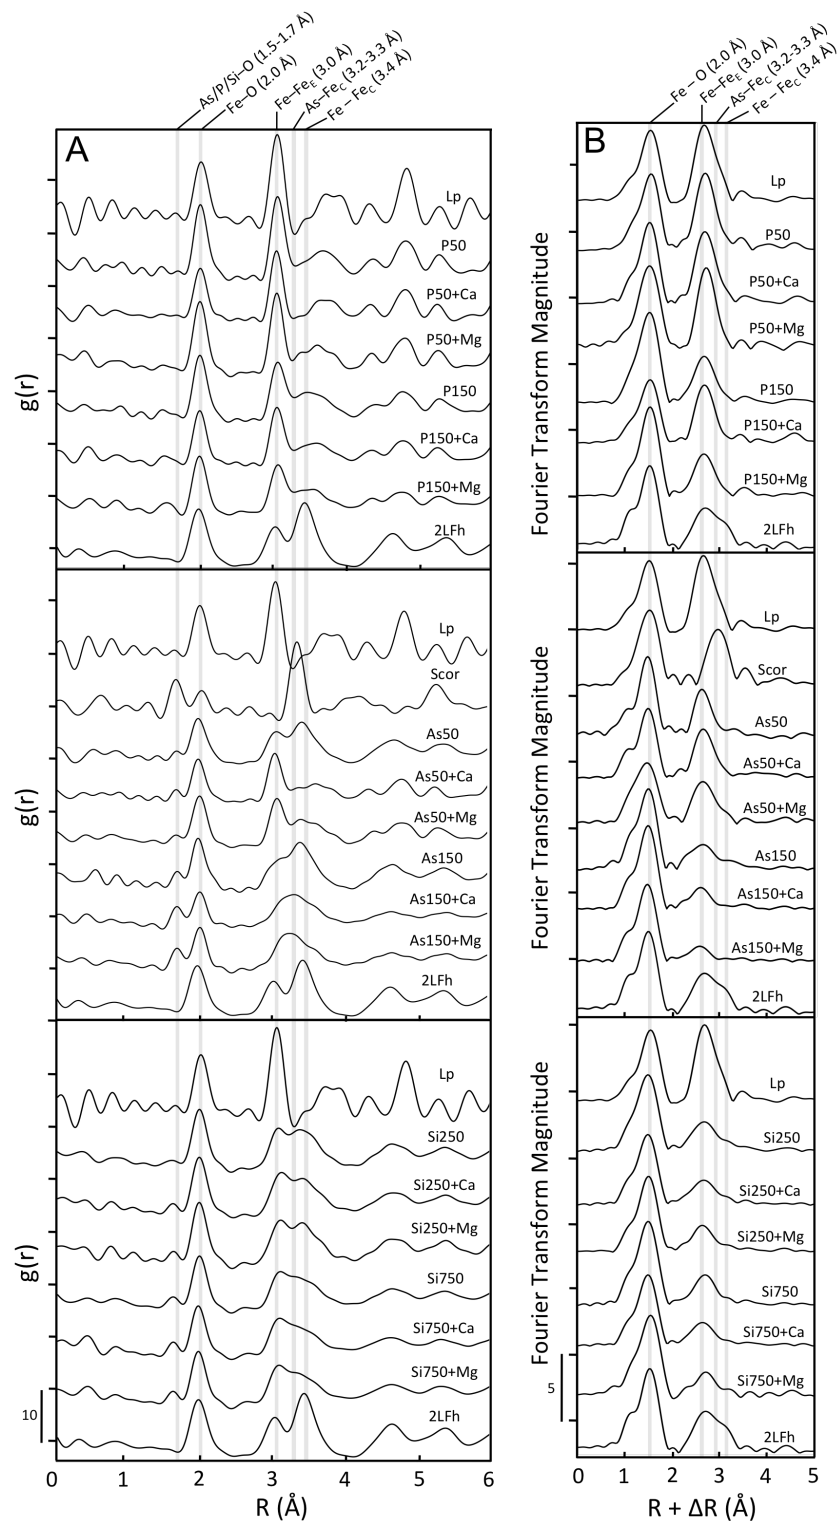 As/P/Si–O (1.5-1.7 Å)
Fe–O (2.0 Å)
Fe–FeE (3.0 Å)
As–FeC (3.2-3.3 Å)
Fe – FeC (3.4 Å)
Fe – O (2.0 Å)
Fe–FeE (3.0 Å)
As–FeC (3.2-3.3 Å)
Fe – FeC (3.4 Å)
A
Lp
P50
P50+Ca
P50+Mg
P150
P150+Ca
P150+Mg
2LFh
g(r)
Lp
Scor
As50
As50+Ca
As50+Mg
As150
As150+Ca
As150+Mg
2LFh
g(r)
Lp
Si250
Si250+Ca
Si250+Mg
Si750
Si750+Ca
Si750+Mg
2LFh
g(r)
10
0 1 2 3 4 5 6
R (Å)
B
Lp
P50
P50+Ca
P50+Mg
P150
P150+Ca
P150+Mg
2LFh
Fourier Transform Magnitude
Lp
Scor
As50
As50+Ca
As50+Mg
As150
As150+Ca
As150+Mg
2LFh
Fourier Transform Magnitude
Lp
Si250
Si250+Ca
Si250+Mg
Si750
Si750+Ca
Si750+Mg
2LFh
Fourier Transform Magnitude
5
0 1 2 3 4 5
R + ΔR (Å)